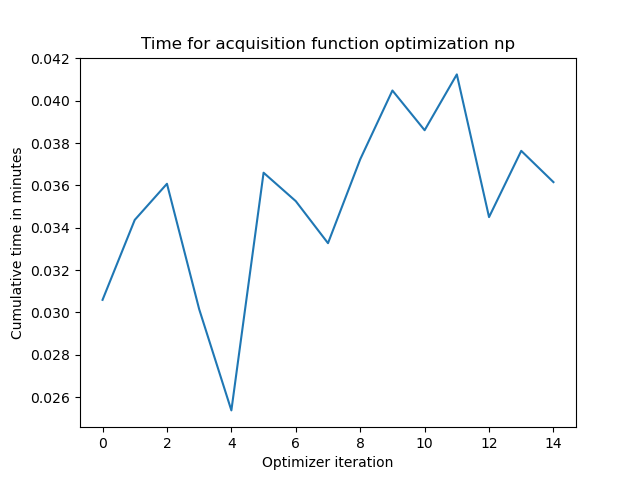 Time for acquisition function optimization np
0.042
0.040
0.038
0.036
0.034
0.032
0.030
0.028
0.026
Cumulative time in minutes
0 2 4 6 8 10 12 14
Optimizer iteration